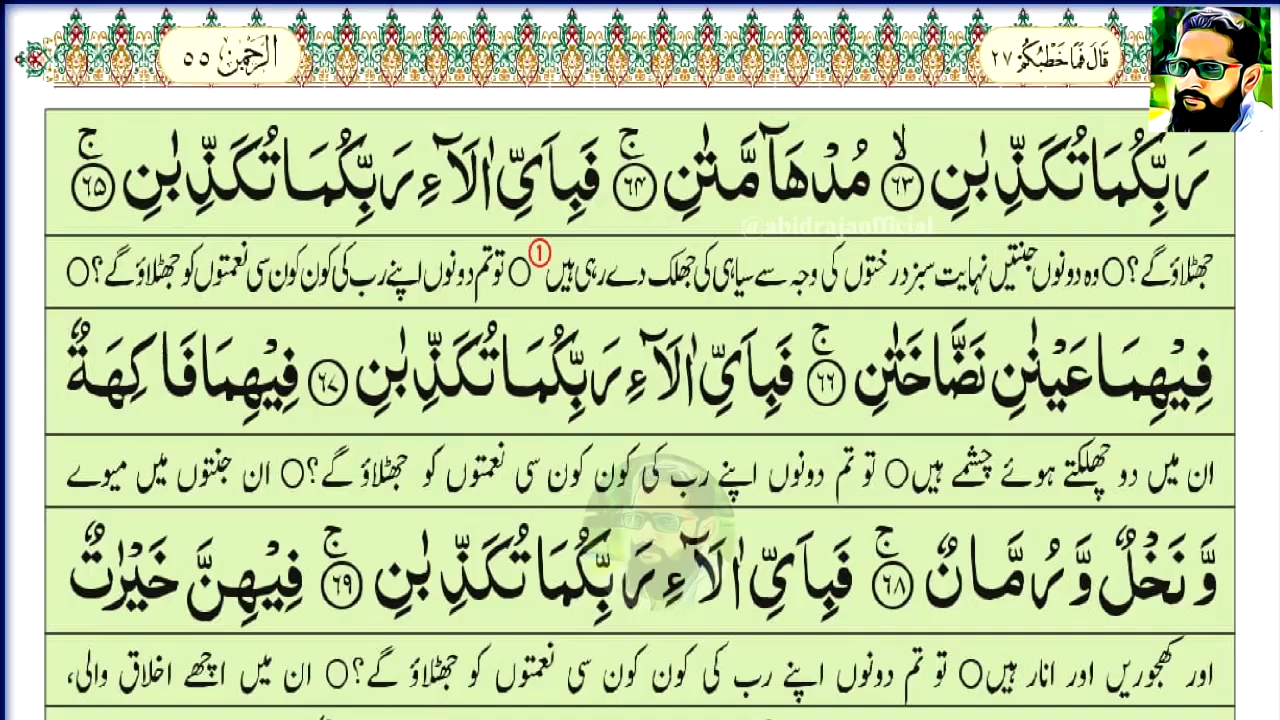 الرَّحْمٰن ٥٥
قَالَ فَمَا خَطْبُكُمْ ٢٧
رَبِّكُمَا تُكَذِّبٰنِ ۙ ٦٣ مُدْهَآمَّتٰنِ ۚ ٦٤ فَبِاَيِّ اٰلَآءِ رَبِّكُمَا تُكَذِّبٰنِ ۚ ٦٥
@abidrajaofficial
جھٹلاؤ گے؟ ○ وہ دونوں جنتیں نہایت سبز درختوں کی وجہ سے سیاہی کی جھلک دے رہی ہیں ① ○ تو تم دونوں اپنے رب کی کون کون سی نعمتوں کو جھٹلاؤ گے؟ ○
فِيْهِمَا عَيْنٰنِ نَضَّاخَتٰنِ ۚ ٦٦ فَبِاَيِّ اٰلَآءِ رَبِّكُمَا تُكَذِّبٰنِ ٦٧ فِيْهِمَا فَاكِهَةٌ
ان میں دو چھلکتے ہوئے چشمے ہیں ○ تو تم دونوں اپنے رب کی کون کون سی نعمتوں کو جھٹلاؤ گے؟ ○ ان جنتوں میں میوے
وَّ نَخْلٌ وَّ رُمَّانٌ ۚ ٦٨ فَبِاَيِّ اٰلَآءِ رَبِّكُمَا تُكَذِّبٰنِ ۚ ٦٩ فِيْهِنَّ خَيْرٰتٌ
اور کھجوریں اور انار ہیں ○ تو تم دونوں اپنے رب کی کون کون سی نعمتوں کو جھٹلاؤ گے؟ ○ ان میں اچھے اخلاق والی،